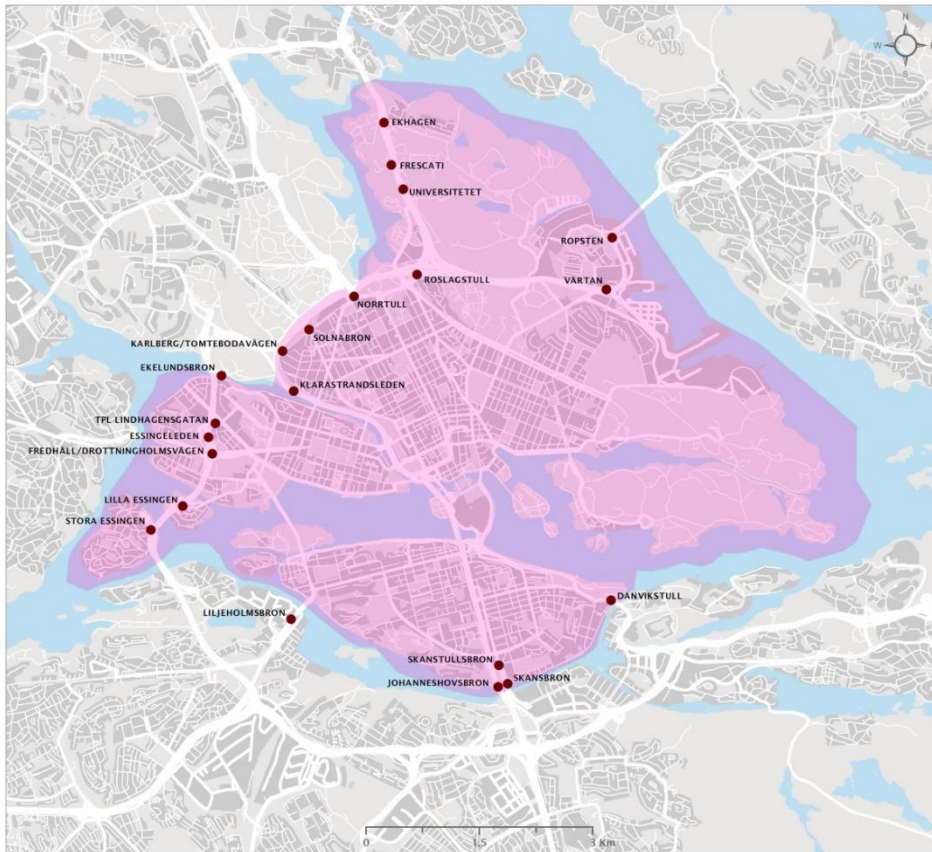 N
W
S
EKHAGEN
FRESCATI
UNIVERSITETET
ROPSTEN
ROSLAGSTULL
VÄRTAN
NORRTULL
SOLNABRON
KARLBERG/TOMTEBODAVÄGEN
EKELUNDSBRON
KLARASTRANDSLEDEN
TPL LINDHAGENSGATAN
ESSINGELEDEN
FREDHÄLL/DROTTNINGHOLMSVÄGEN
LILLA ESSINGEN
STORA ESSINGEN
DANVIKSTULL
LILJEHOLMSBRON
SKANSTULLSBRON
SKANSBRON
JOHANNESHOVSBRON
0 1.5 3 Km